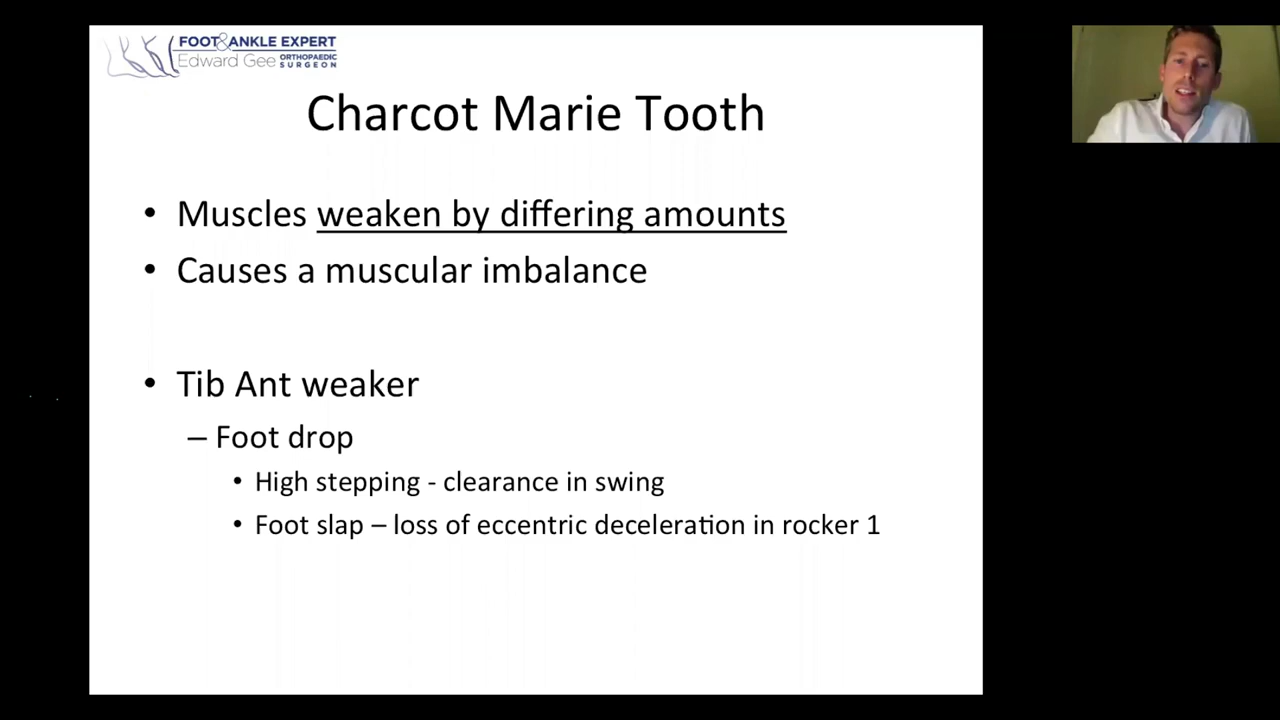 FOOT&ANKLE EXPERT
Edward Gee ORTHOPAEDIC SURGEON
Charcot Marie Tooth
• Muscles weaken by differing amounts
• Causes a muscular imbalance
• Tib Ant weaker
– Foot drop
• High stepping - clearance in swing
• Foot slap – loss of eccentric deceleration in rocker 1